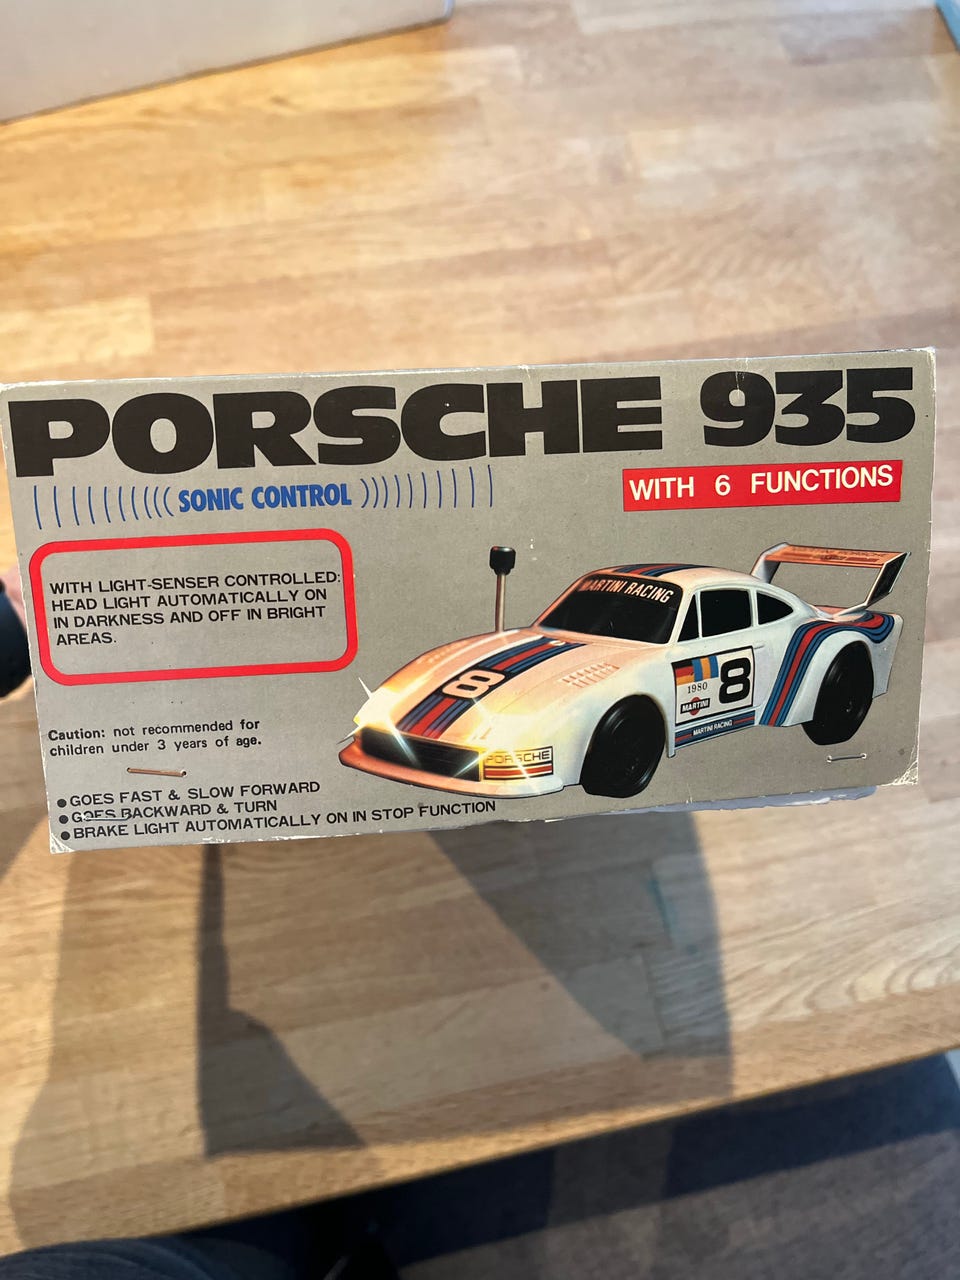 PORSCHE 935
SONIC CONTROL
WITH 6 FUNCTIONS
WITH LIGHT-SENSER CONTROLLED:
HEAD LIGHT AUTOMATICALLY ON
IN DARKNESS AND OFF IN BRIGHT
AREAS.
Caution: not recommended for
children under 3 years of age.
GOES FAST & SLOW FORWARD
GOES BACKWARD & TURN
BRAKE LIGHT AUTOMATICALLY ON IN STOP FUNCTION
MARTINI RACING
8
1980
MARTINI
8
MARTINI RACING
PORSCHE